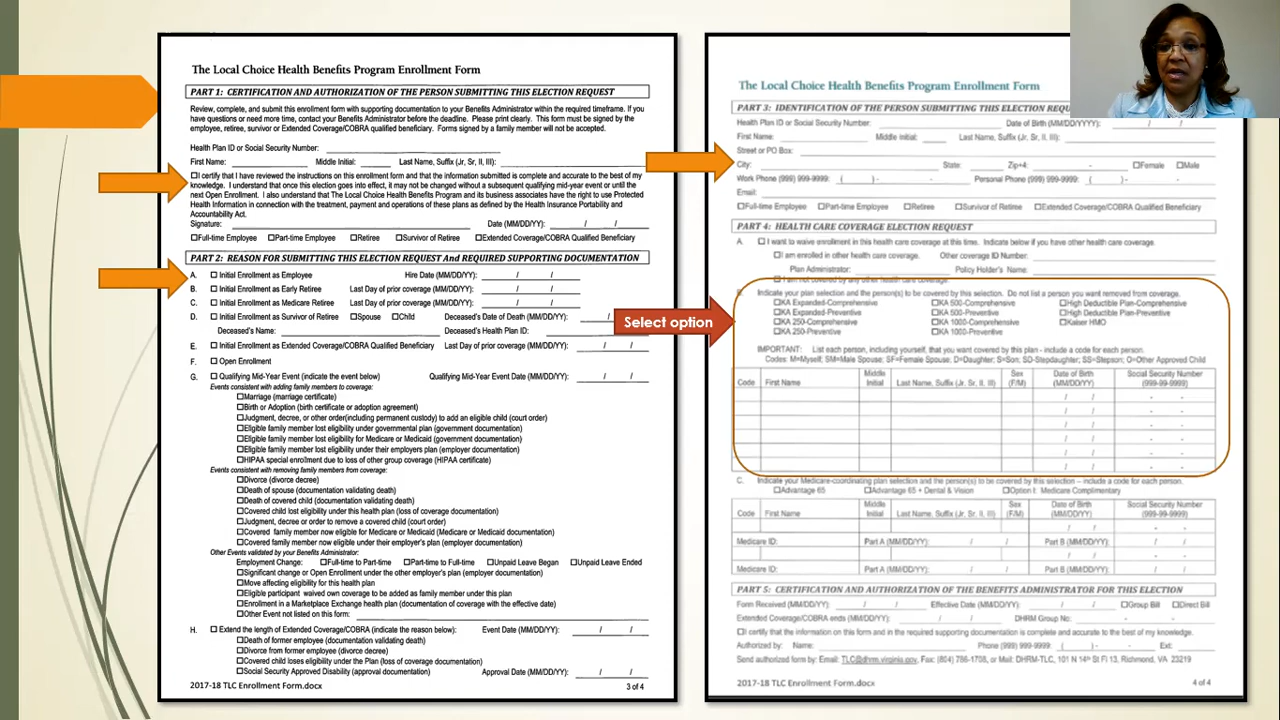 The Local Choice Health Benefits Program Enrollment Form
PART 1: CERTIFICATION AND AUTHORIZATION OF THE PERSON SUBMITTING THIS ELECTION REQUEST
Review, complete, and submit this enrollment form with supporting documentation to your Benefits Administrator within the required timeframe. If you
have questions or need more time, contact your Benefits Administrator before the deadline. Please print clearly. This form must be signed by the
employee, retiree, survivor or Extended Coverage/COBRA qualified beneficiary. Forms signed by a family member will not be accepted.
Health Plan ID or Social Security Number:
First Name: Middle Initial: Last Name, Suffix (Jr, Sr, II, III):
☐I certify that I have reviewed the instructions on this enrollment form and that the information submitted is complete and accurate to the best of my
knowledge. I understand that once this election goes into effect, it may not be changed without a subsequent qualifying mid-year event or until the
next Open Enrollment. I also understand that The Local Choice Health Benefits Program and its business associates have the right to use Protected
Health Information in connection with the treatment, payment and operations of these plans as defined by the Health Insurance Portability and
Accountability Act.
Signature: Date (MM/DD/YY): / /
☐Full-time Employee ☐Part-time Employee ☐Retiree ☐Survivor of Retiree ☐Extended Coverage/COBRA Qualified Beneficiary
PART 2: REASON FOR SUBMITTING THIS ELECTION REQUEST And REQUIRED SUPPORTING DOCUMENTATION
A. ☐ Initial Enrollment as Employee Hire Date (MM/DD/YY): / /
B. ☐ Initial Enrollment as Early Retiree Last Day of prior coverage (MM/DD/YY): / /
C. ☐ Initial Enrollment as Medicare Retiree Last Day of prior coverage (MM/DD/YY): / /
D. ☐ Initial Enrollment as Survivor of Retiree ☐Spouse ☐Child Deceased's Date of Death (MM/DD/YY): /
Deceased's Name: Deceased's Health Plan ID:
E. ☐ Initial Enrollment as Extended Coverage/COBRA Qualified Beneficiary Last Day of prior coverage (MM/DD/YY): / /
F. ☐ Open Enrollment
G. ☐ Qualifying Mid-Year Event (indicate the event below) Qualifying Mid-Year Event Date (MM/DD/YY): / /
Events consistent with adding family members to coverage:
☐Marriage (marriage certificate)
☐Birth or Adoption (birth certificate or adoption agreement)
☐Judgment, decree, or other order(including permanent custody) to add an eligible child (court order)
☐Eligible family member lost eligibility under governmental plan (government documentation)
☐Eligible family member lost eligibility for Medicare or Medicaid (government documentation)
☐Eligible family member lost eligibility under their employers plan (employer documentation)
☐HIPAA special enrollment due to loss of other group coverage (HIPAA certificate)
Events consistent with removing family members from coverage:
☐Divorce (divorce decree)
☐Death of spouse (documentation validating death)
☐Death of covered child (documentation validating death)
☐Covered child lost eligibility under this health plan (loss of coverage documentation)
☐Judgment, decree or order to remove a covered child (court order)
☐Covered family member now eligible for Medicare or Medicaid (Medicare or Medicaid documentation)
☐Covered family member now eligible under their employer's plan (employer documentation)
Other Events validated by your Benefits Administrator:
Employment Change: ☐Full-time to Part-time ☐Part-time to Full-time ☐Unpaid Leave Began ☐Unpaid Leave Ended
☐Significant change or Open Enrollment under the other employer's plan (employer documentation)
☐Move affecting eligibility for this health plan
☐Eligible participant waived own coverage to be added as family member under this plan
☐Enrollment in a Marketplace Exchange health plan (documentation of coverage with the effective date)
☐Other Event not listed on this form:
H. ☐ Extend the length of Extended Coverage/COBRA (indicate the reason below): Event Date (MM/DD/YY): / /
☐Death of former employee (documentation validating death)
☐Divorce from former employee (divorce decree)
☐Covered child loses eligibility under the Plan (loss of coverage documentation)
☐Social Security Approved Disability (approval documentation) Approval Date (MM/DD/YY): / /
2017-18 TLC Enrollment Form.docx 3 of 4
Select option
The Local Choice Health Benefits Program Enrollment Form
PART 3: IDENTIFICATION OF THE PERSON SUBMITTING THIS ELECTION REQ
Health Plan ID or Social Security Number: Date of Birth (MM/DD/YY): / /
First Name: Middle Initial: Last Name, Suffix (Jr, Sr, II, III):
Street or PO Box:
City: State: Zip+4: - ☐Female ☐Male
Work Phone (999) 999-9999: ( ) - Personal Phone (999) 999-9999: ( ) -
Email:
☐Full-time Employee ☐Part-time Employee ☐Retiree ☐Survivor of Retiree ☐Extended Coverage/COBRA Qualified Beneficiary
PART 4: HEALTH CARE COVERAGE ELECTION REQUEST
A. ☐ I want to waive enrollment in this health care coverage at this time. Indicate below if you have other health care coverage.
☐I am enrolled in other health care coverage. Other coverage ID Number:
Plan Administrator: Policy Holder's Name:
☐I am not covered by any other health care plan.
Indicate your plan selection and the person(s) to be covered by this selection. Do not list a person you want removed from coverage.
☐KA Expanded-Comprehensive ☐KA 500-Comprehensive ☐High Deductible Plan-Comprehensive
☐KA Expanded-Preventive ☐KA 500-Preventive ☐High Deductible Plan-Preventive
☐KA 250-Comprehensive ☐KA 1000-Comprehensive ☐Kaiser HMO
☐KA 250-Preventive ☐KA 1000-Preventive
IMPORTANT: List each person, including yourself, that you want covered by this plan - include a code for each person.
Codes: M=Myself; SM=Male Spouse; SF=Female Spouse; D=Daughter; S=Son; SD-Stepdaughter; SS=Stepson; O=Other Approved Child
Code First Name Middle Initial Last Name, Suffix (Jr, Sr, II, III) Sex (F/M) Date of Birth (MM/DD/YY) Social Security Number (999-99-9999)
/ / - -
/ / - -
/ / - -
/ / - -
/ / - -
/ / - -
C. Indicate your Medicare-coordinating plan selection and the person(s) to be covered by this selection – include a code for each person.
☐Advantage 65 ☐Advantage 65 + Dental & Vision ☐Option I: Medicare Complimentary
Code First Name Middle Initial Last Name, Suffix (Jr, Sr, II, III) Sex (F/M) Date of Birth (MM/DD/YY) Social Security Number (999-99-9999)
/ / - -
Medicare ID: Part A (MM/DD/YY): / / Part B (MM/DD/YY): / /
/ / - -
Medicare ID: Part A (MM/DD/YY): / / Part B (MM/DD/YY): / /
PART 5: CERTIFICATION AND AUTHORIZATION OF THE BENEFITS ADMINISTRATOR FOR THIS ELECTION
Form Received (MM/DD/YY): / / Effective Date (MM/DD/YY): / / ☐Group Bill ☐Direct Bill
Extended Coverage/COBRA ends (MM/DD/YY): / / DHRM Group No: - -
☐I certify that the information on this form and in the required supporting documentation is complete and accurate to the best of my knowledge.
Authorized by: Name: Phone (999) 999-9999: ( ) - Ext:
Send authorized form by: Email: TLC@dhrm.virginia.gov, Fax: (804) 786-1708, or Mail: DHRM-TLC, 101 N 14th St Fl 13, Richmond, VA 23219
2017-18 TLC Enrollment Form.docx 4 of 4